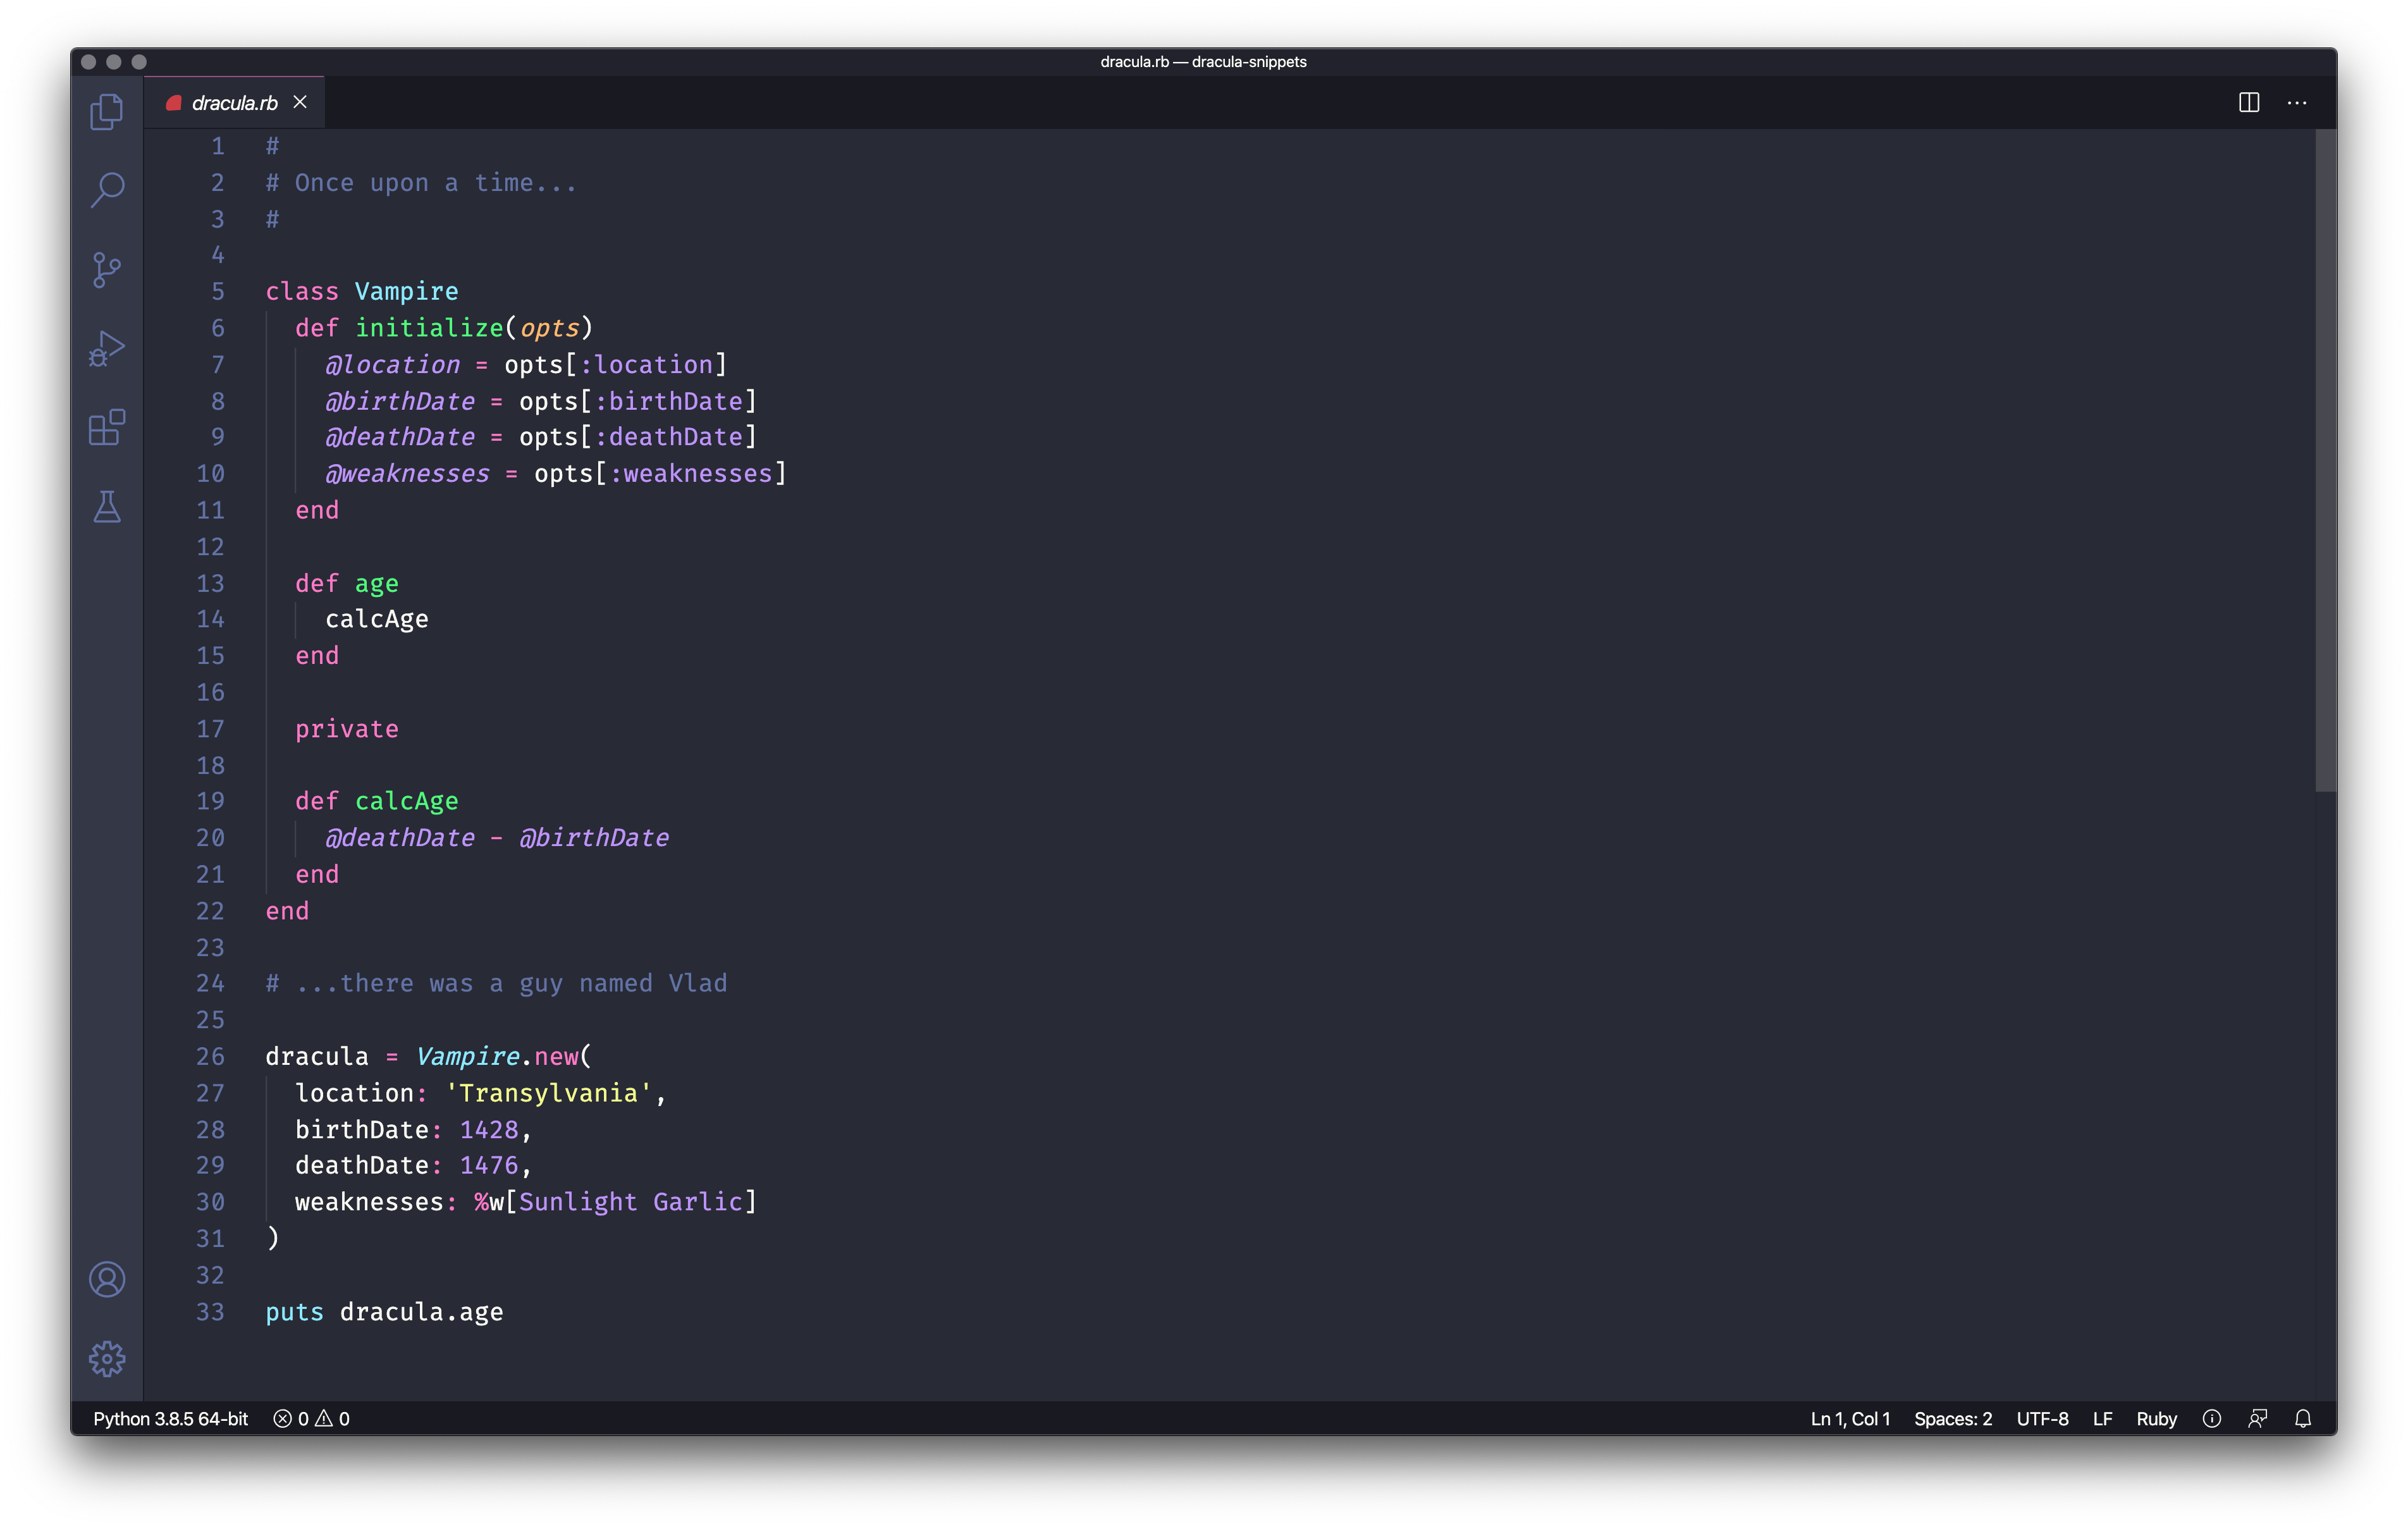 dracula.rb — dracula-snippets
dracula.rb
1 #
2 # Once upon a time...
3 #
4
5 class Vampire
6   def initialize(opts)
7     @location = opts[:location]
8     @birthDate = opts[:birthDate]
9     @deathDate = opts[:deathDate]
10     @weaknesses = opts[:weaknesses]
11   end
12
13   def age
14     calcAge
15   end
16
17   private
18
19   def calcAge
20     @deathDate - @birthDate
21   end
22 end
23
24 # ...there was a guy named Vlad
25
26 dracula = Vampire.new(
27   location: 'Transylvania',
28   birthDate: 1428,
29   deathDate: 1476,
30   weaknesses: %w[Sunlight Garlic]
31 )
32
33 puts dracula.age
Python 3.8.5 64-bit 0 0 Ln 1, Col 1 Spaces: 2 UTF-8 LF Ruby